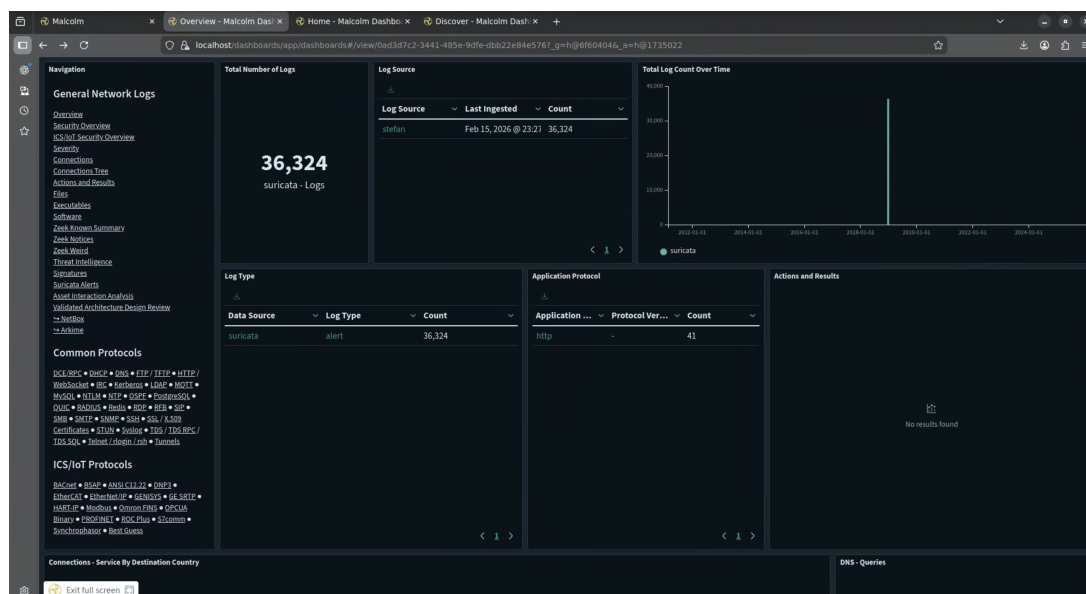 Malcolm
Overview - Malcolm Dash
Home - Malcolm Dashbo
Discover - Malcolm Dash
localhost/dashboards/app/dashboards#/view/0ad3d7c2-3441-485e-9dfe-dbb22e84e576?_g=h@6f60404&_a=h@1735022
Navigation
General Network Logs
Overview
Security Overview
ICS/IoT Security Overview
Severity
Connections
Connections Tree
Actions and Results
Files
Executables
Software
Zeek Known Summary
Zeek Notices
Zeek Weird
Threat Intelligence
Signatures
Suricata Alerts
Asset Interaction Analysis
Validated Architecture Design Review
↪ NetBox
↪ Arkime
Common Protocols
DCE/RPC ● DHCP ● DNS ● FTP / TFTP ● HTTP /
WebSocket ● IRC ● Kerberos ● LDAP ● MQTT ●
MySQL ● NTLM ● NTP ● OSPF ● PostgreSQL ●
QUIC ● RADIUS ● Redis ● RDP ● RFB ● SIP ●
SMB ● SMTP ● SNMP ● SSH ● SSL / X.509
Certificates ● STUN ● Syslog ● TDS / TDS RPC /
TDS SQL ● Telnet / rlogin / rsh ● Tunnels
ICS/IoT Protocols
BACnet ● BSAP ● ANSI C12.22 ● DNP3 ●
EtherCAT ● EtherNet/IP ● GENISYS ● GE SRTP ●
HART-IP ● Modbus ● Omron FINS ● OPCUA
Binary ● PROFINET ● ROC Plus ● S7comm ●
Synchrophasor ● Best Guess
Total Number of Logs
36,324
suricata - Logs
Log Source
Log Source Last Ingested Count
stefan Feb 15, 2026 @ 23:27 36,324
1
Total Log Count Over Time
40,000
30,000
20,000
10,000
0
2012-01-01 2014-01-01 2016-01-01 2018-01-01 2020-01-01 2022-01-01 2024-01-01
suricata
Log Type
Data Source Log Type Count
suricata alert 36,324
1
Application Protocol
Application ... Protocol Ver... Count
http - 41
1
Actions and Results
No results found
Connections - Service By Destination Country
DNS - Queries
Exit full screen